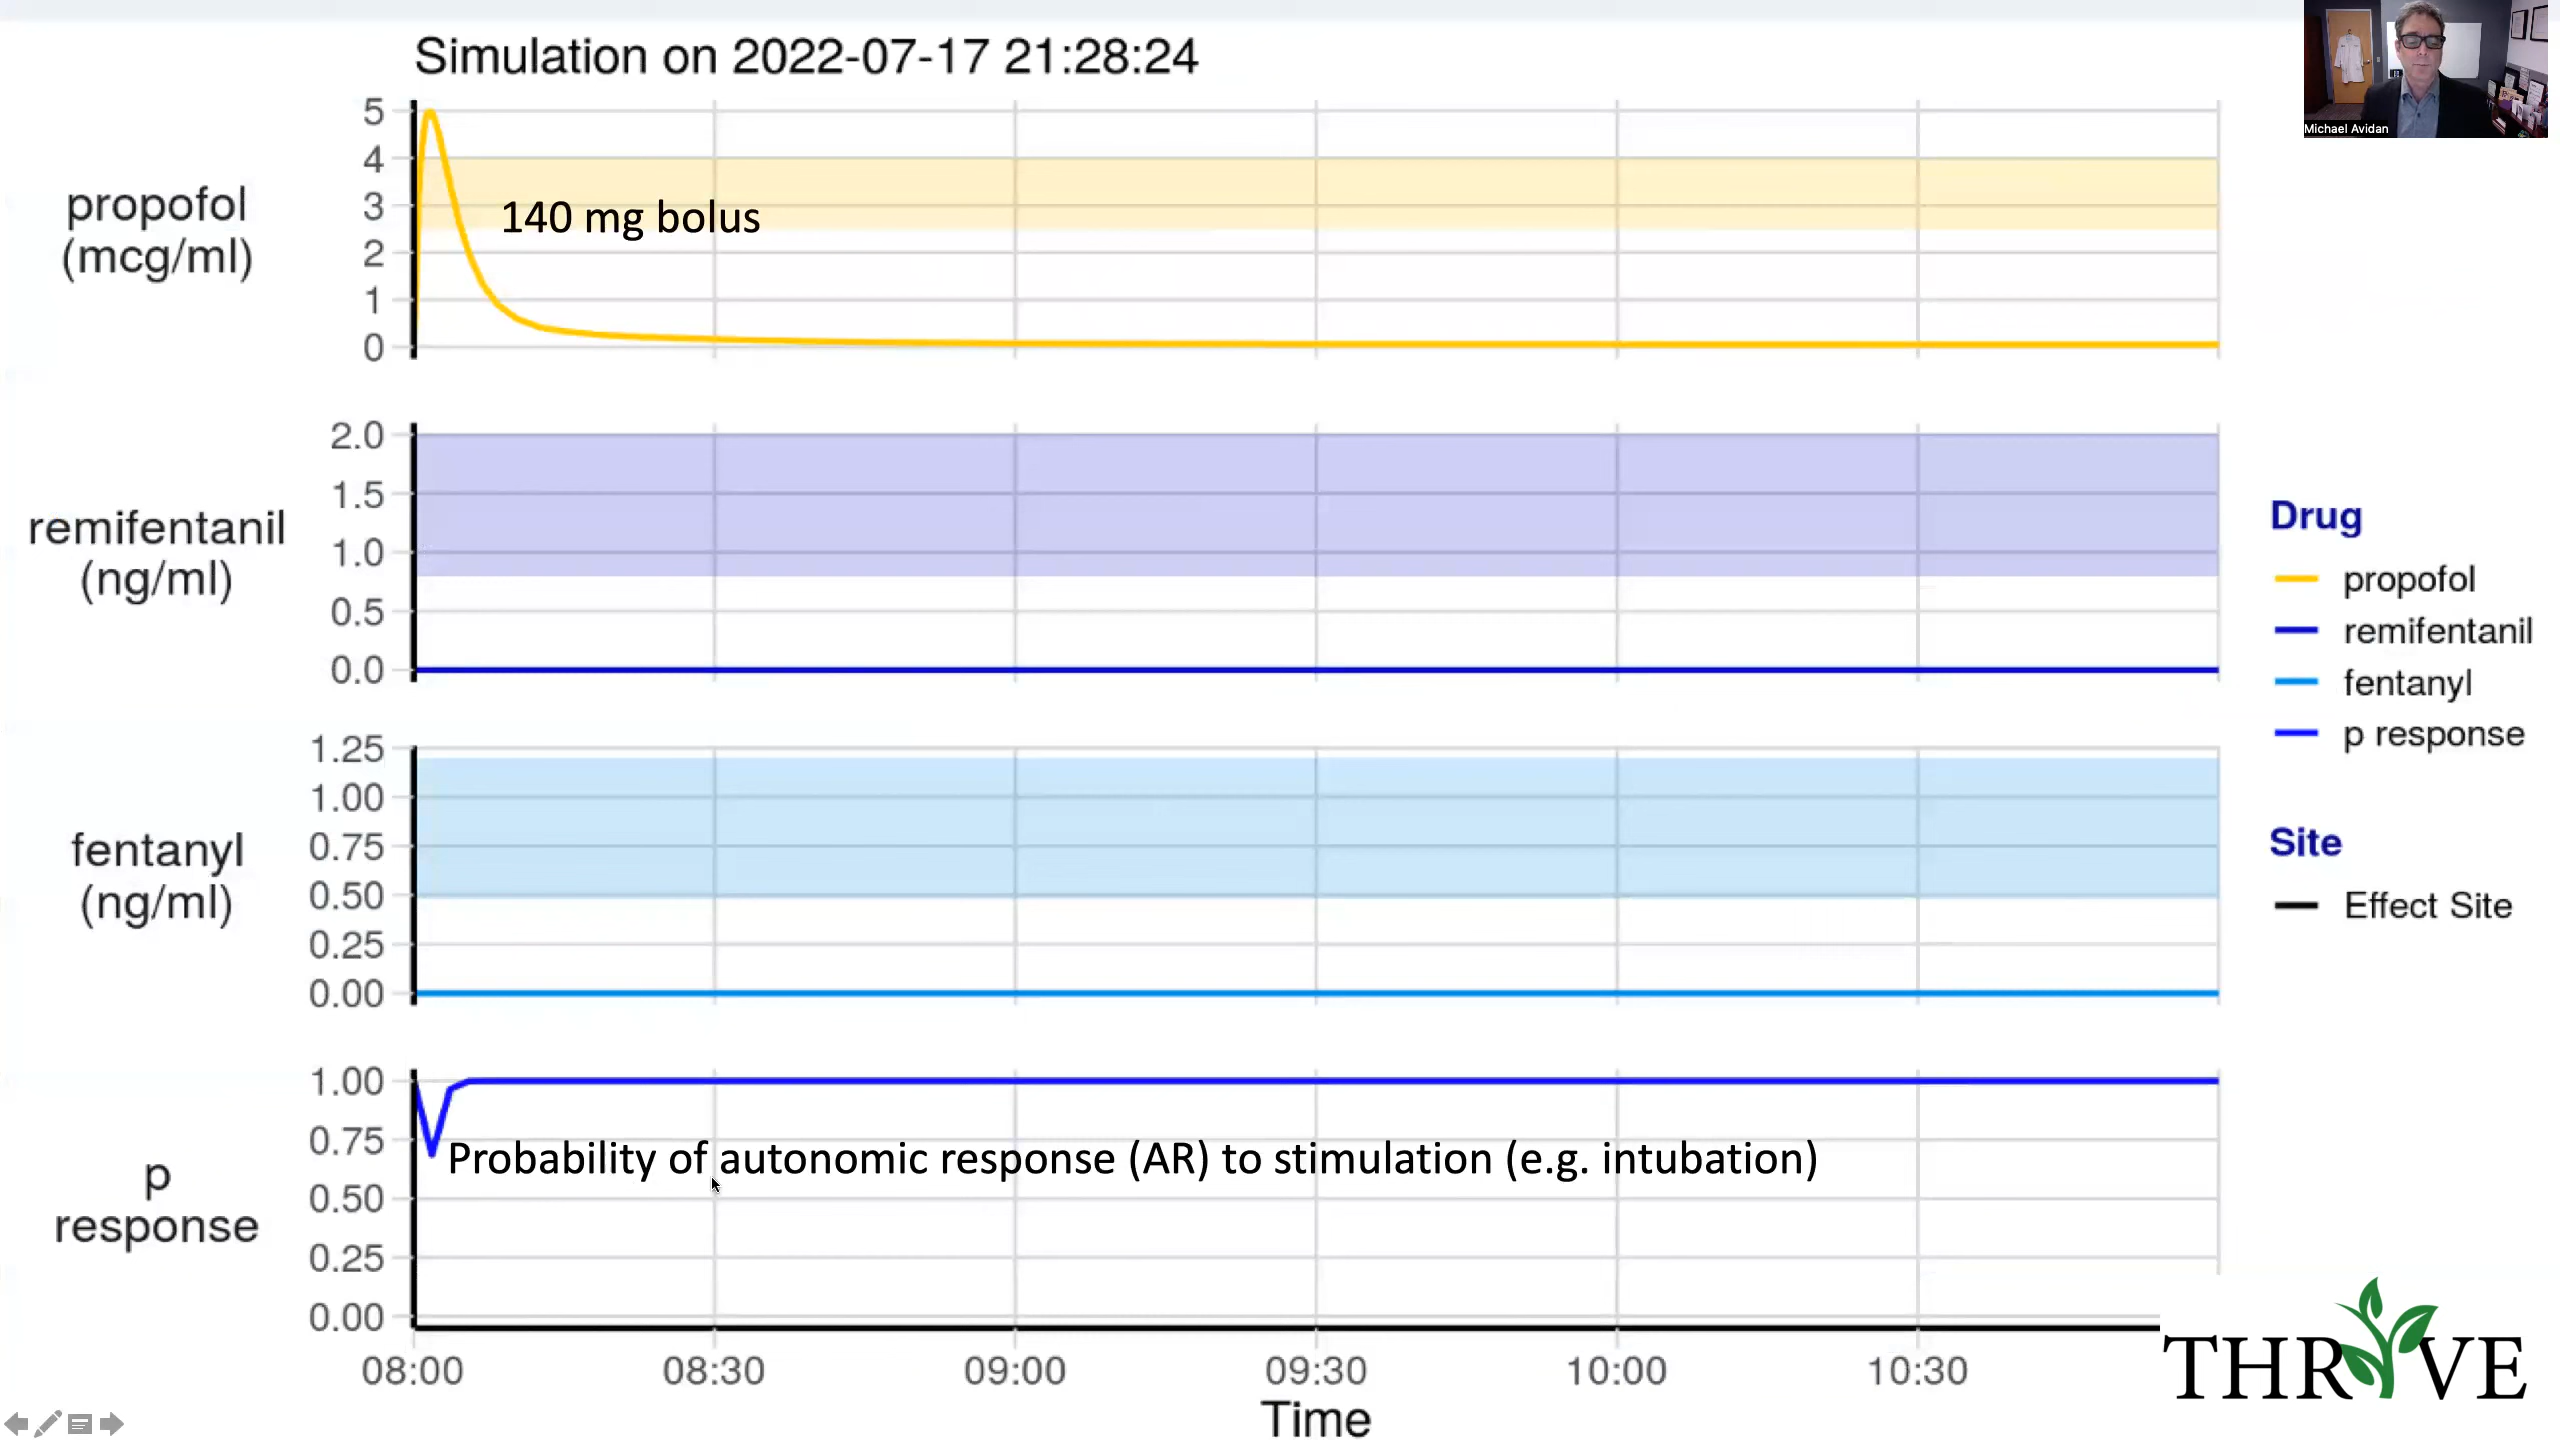 Simulation on 2022-07-17 21:28:24
Michael Avidan
propofol
(mcg/ml)
5
4
3
2
1
0
140 mg bolus
remifentanil
(ng/ml)
2.0
1.5
1.0
0.5
0.0
fentanyl
(ng/ml)
1.25
1.00
0.75
0.50
0.25
0.00
p
response
1.00
0.75
0.50
0.25
0.00
Probability of autonomic response (AR) to stimulation (e.g. intubation)
08:00 08:30 09:00 09:30 10:00 10:30
Time
Drug
propofol
remifentanil
fentanyl
p response
Site
Effect Site
THRIVE